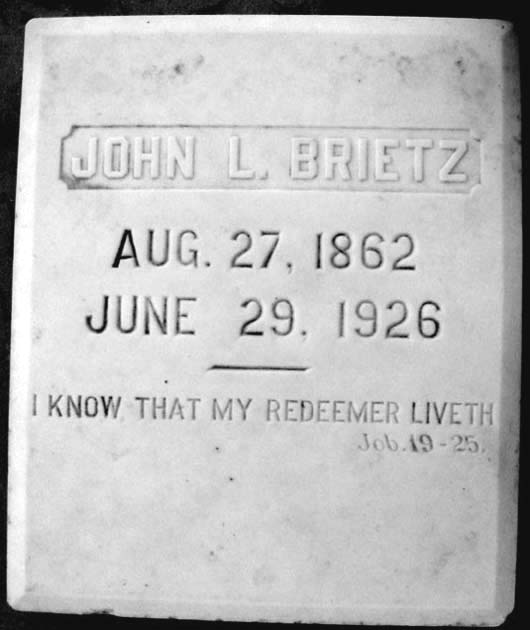 JOHN L. BRIETZ
AUG. 27, 1862
JUNE 29. 1926
I KNOW THAT MY REDEEMER LIVETH
Job. 19-25.